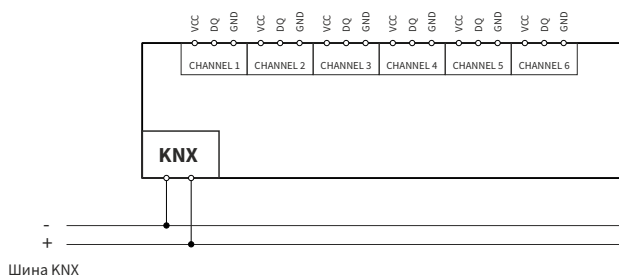 VCC DQ GND VCC DQ GND VCC DQ GND VCC DQ GND VCC DQ GND VCC DQ GND
CHANNEL 1 CHANNEL 2 CHANNEL 3 CHANNEL 4 CHANNEL 5 CHANNEL 6
KNX
-
+
Шина KNX